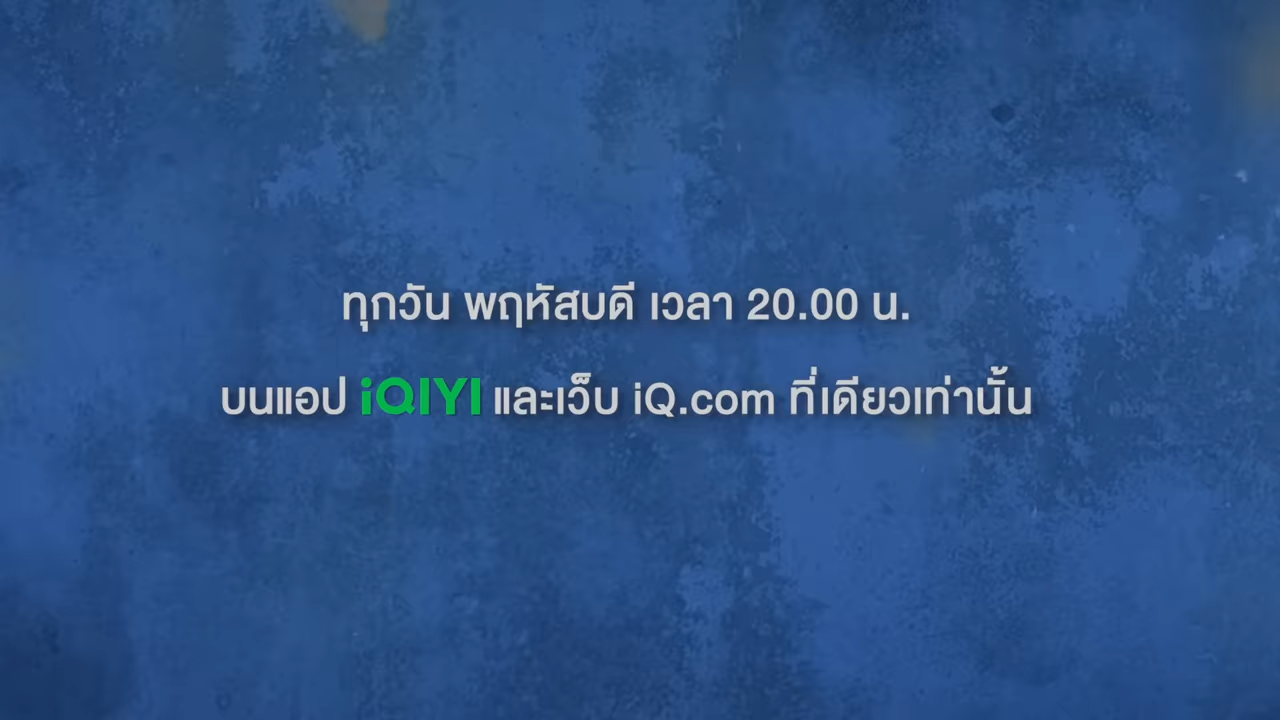 ทุกวัน พฤหัสบดี เวลา 20.00 น.
บนแอป iQIYI และเว็บ iQ.com ที่เดียวเท่านั้น